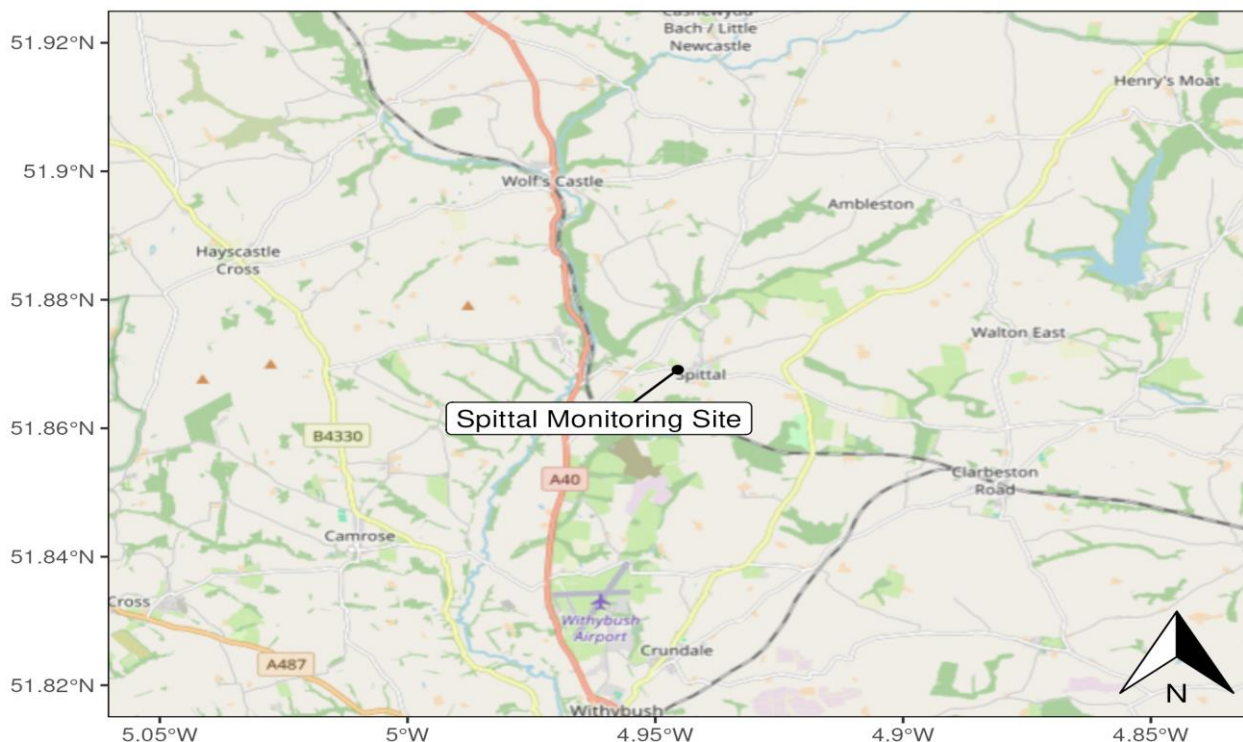 51.92°N
Bach / Little
Newcastle
Henry's Moat
51.9°N
Wolf's Castle
Ambleston
Hayscastle
Cross
51.88°N
Walton East
Spittal
Spittal Monitoring Site
51.86°N
B4330
Clarbeston
Road
A40
Camrose
51.84°N
Cross
Withybush
Airport
Crundale
A487
51.82°N
Withybush
N
5.05°W
5°W
4.95°W
4.9°W
4.85°W